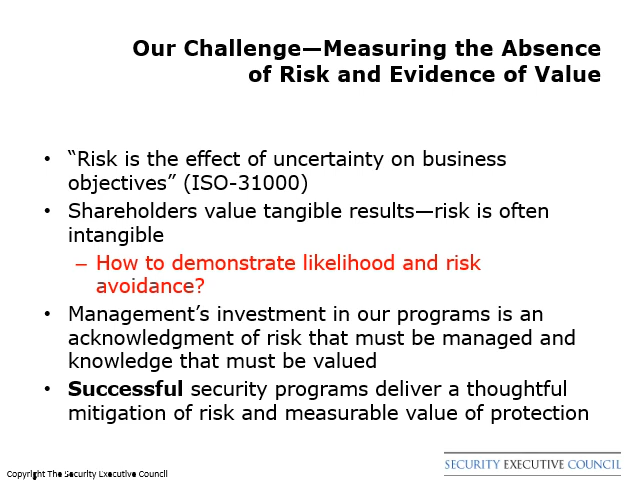 Our Challenge—Measuring the Absence
of Risk and Evidence of Value
• “Risk is the effect of uncertainty on business
objectives” (ISO-31000)
• Shareholders value tangible results—risk is often
intangible
– How to demonstrate likelihood and risk
avoidance?
• Management’s investment in our programs is an
acknowledgment of risk that must be managed and
knowledge that must be valued
• Successful security programs deliver a thoughtful
mitigation of risk and measurable value of protection
SECURITY EXECUTIVE COUNCIL
Copyright The Security Executive Council